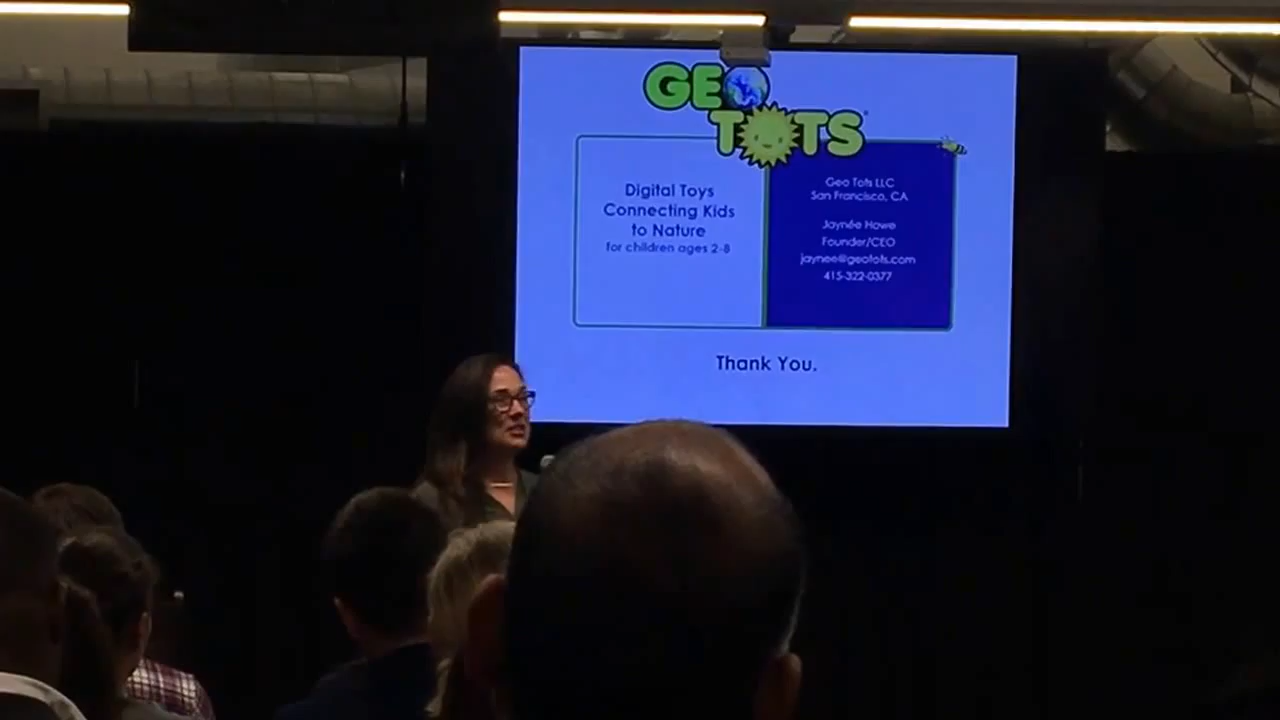 GEO
TOTS
Digital Toys
Connecting Kids
to Nature
for children ages 2-8
Geo Tots LLC
San Francisco, CA
Jaynée Howe
Founder/CEO
jaynee@geotots.com
415-322-0377
Thank You.